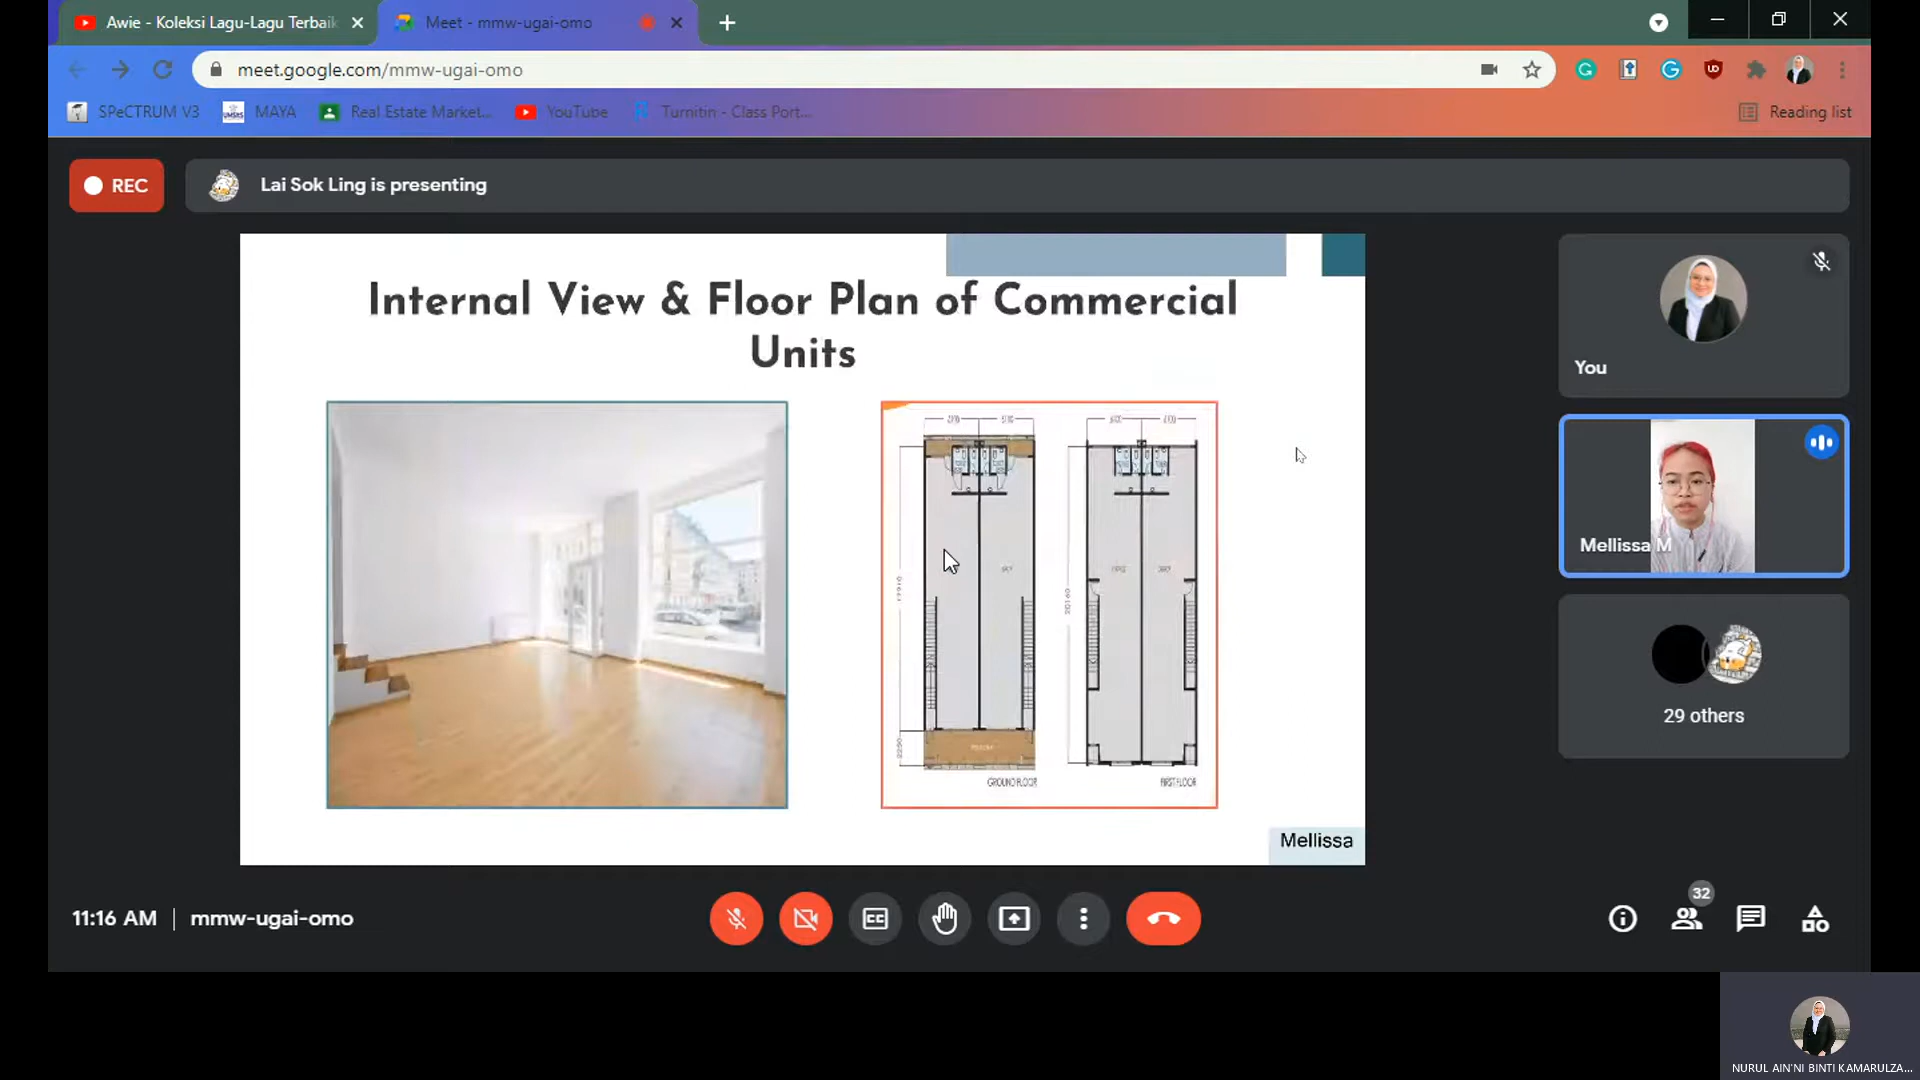 Awie - Koleksi Lagu-Lagu Terbaik
Meet - mmw-ugai-omo
meet.google.com/mmw-ugai-omo
SPeCTRUM V3
MAYA
Real Estate Market...
YouTube
Turnitin - Class Port...
Reading list
REC
Lai Sok Ling is presenting
Internal View & Floor Plan of Commercial
Units
GROUND FLOOR
FIRST FLOOR
Mellissa
You
Mellissa M
29 others
11:16 AM
mmw-ugai-omo
32
NURUL AIN'NI BINTI KAMARULZA...